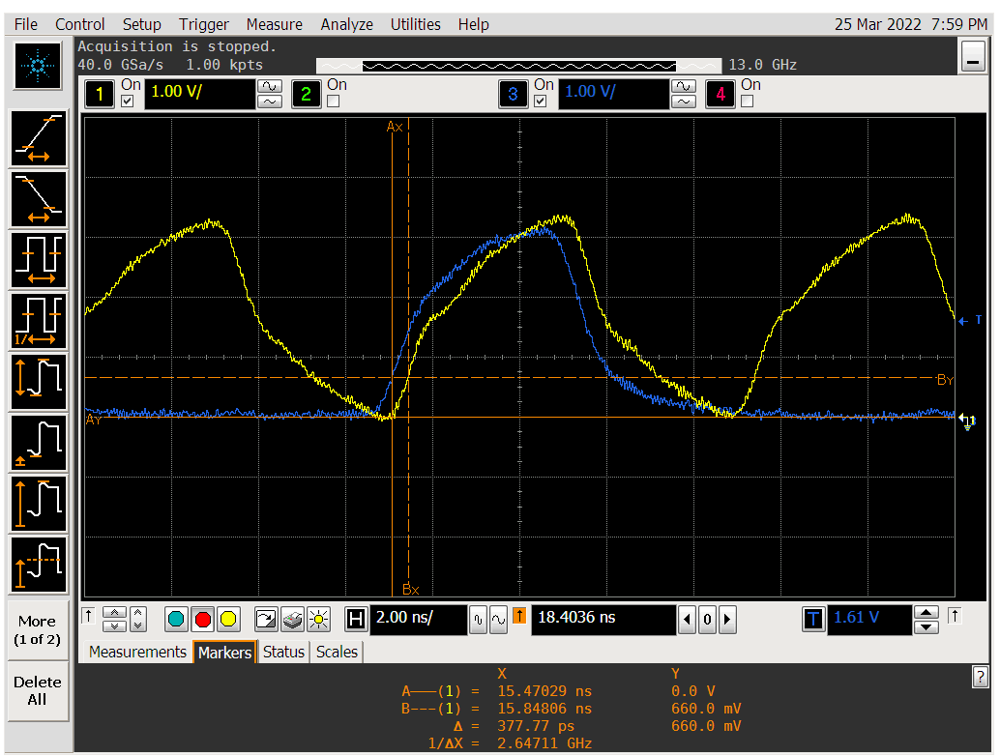 File Control Setup Trigger Measure Analyze Utilities Help 25 Mar 2022 7:59 PM
Acquisition is stopped.
40.0 GSa/s 1.00 kpts 13.0 GHz
1 On 1.00 V/ 2 On 3 On 1.00 V/ 4 On
Ax
T
BY
AY
1
Bx
1/
More
(1 of 2)
Delete
All
H 2.00 ns/ 18.4036 ns 0 T 1.61 V
Measurements Markers Status Scales
?
X Y
A———(1) = 15.47029 ns 0.0 V
B---(1) = 15.84806 ns 660.0 mV
Δ = 377.77 ps 660.0 mV
1/ΔX = 2.64711 GHz